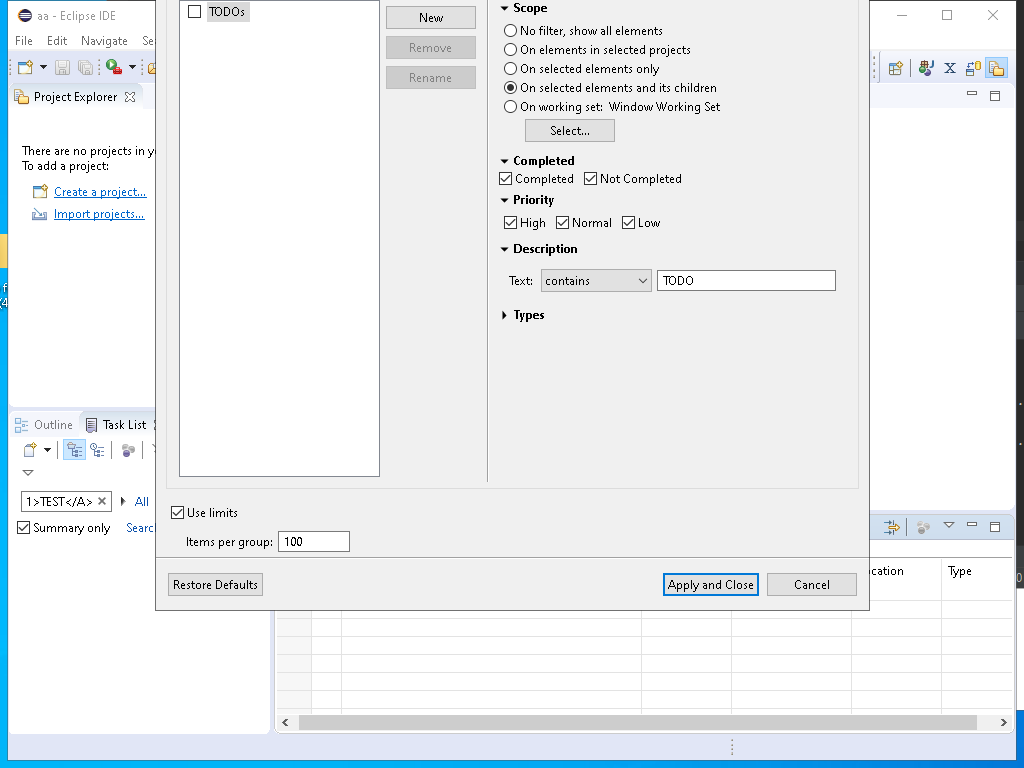 aa - Eclipse IDE
File Edit Navigate Se
Project Explorer
There are no projects in y
To add a project:
Create a project...
Import projects...
Outline Task List
1>TEST</A> All
Summary only Searc
TODOs
New
Remove
Rename
Scope
No filter, show all elements
On elements in selected projects
On selected elements only
On selected elements and its children
On working set: Window Working Set
Select...
Completed
Completed Not Completed
Priority
High Normal Low
Description
Text: contains TODO
Types
Use limits
Items per group: 100
Restore Defaults Apply and Close Cancel
cation Type